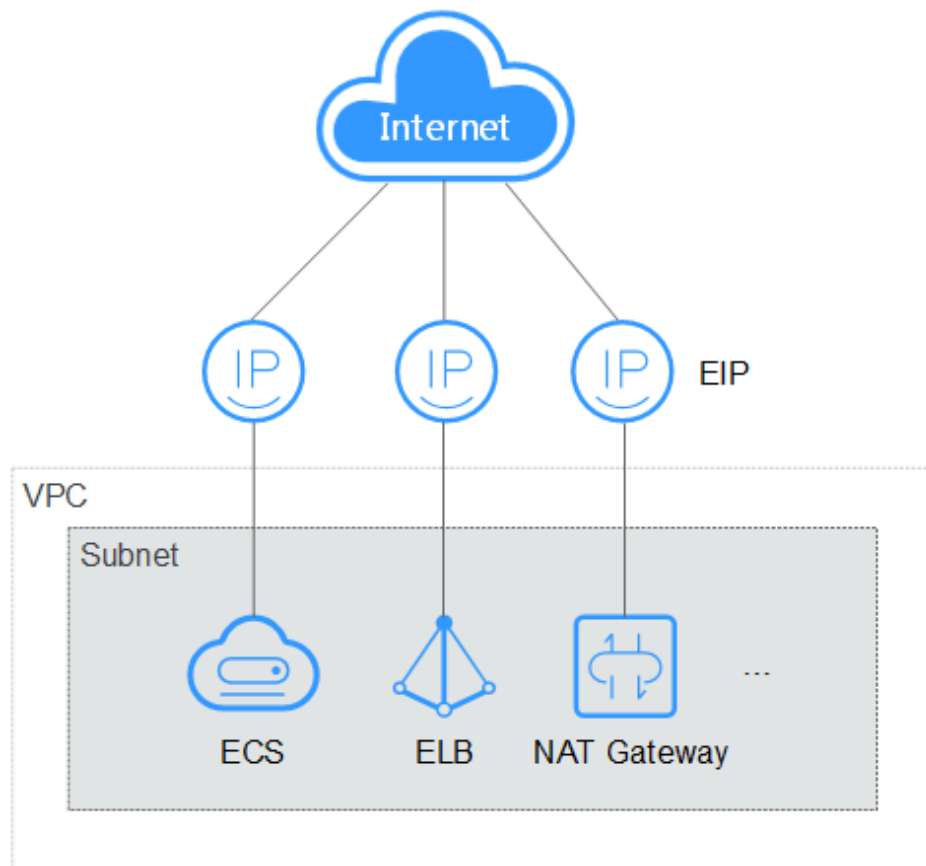 Internet
IP
IP
IP
EIP
VPC
Subnet
...
ECS
ELB
NAT Gateway